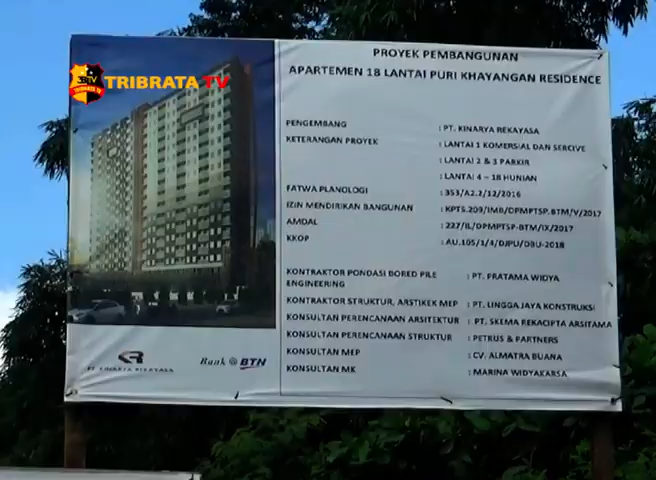 TRIBRATA TV
PROYEK PEMBANGUNAN
APARTEMEN 18 LANTAI PURI KHAYANGAN RESIDENCE
PENGEMBANG : PT. KINARYA REKAYASA
KETERANGAN PROYEK : LANTAI 1 KOMERSIAL DAN SERCIVE
: LANTAI 2 & 3 PARKIR
: LANTAI 4 – 18 HUNIAN
FATWA PLANOLOGI : 353/A2.2/12/2016
IZIN MENDIRIKAN BANGUNAN : KPTS.209/IMB/DPMPTSP-BTM/V/2017
AMDAL : 227/IL/DPMPTSP-BTM/IX/2017
KKOP : AU.105/1/4/DJPU/DBU-2018
KONTRAKTOR PONDASI BORED PILE : PT. PRATAMA WIDYA
ENGINEERING
KONTRAKTOR STRUKTUR, ARSTIKEK MEP : PT. LINGGA JAYA KONSTRUKSI
KONSULTAN PERENCANAAN ARSITEKTUR : PT. SKEMA REKACIPTA ARSITAMA
KONSULTAN PERENCANAAN STRUKTUR : PETRUS & PARTNERS
KONSULTAN MEP : CV. ALMATRA BUANA
KONSULTAN MK : MARINA WIDYAKARSA
PT. KINARYA REKAYASA
Bank BTN